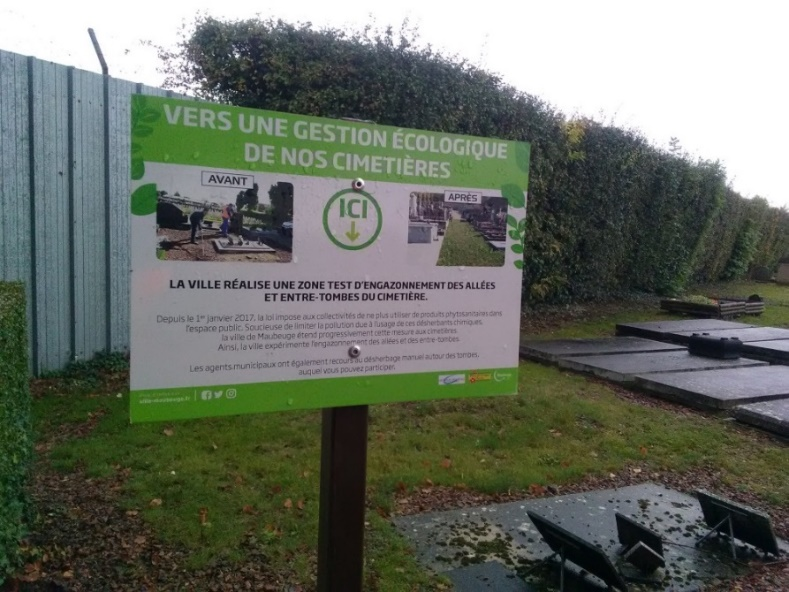 VERS UNE GESTION ÉCOLOGIQUE
DE NOS CIMETIÈRES
AVANT
ICI
APRÈS
LA VILLE RÉALISE UNE ZONE TEST D'ENGAZONNEMENT DES ALLÉES
ET ENTRE-TOMBES DU CIMETIÈRE.
Depuis le 1er janvier 2017, la loi impose aux collectivités de ne plus utiliser de produits phytosanitaires dans
l'espace public. Soucieuse de limiter la pollution due à l'usage de ces désherbants chimiques,
la ville de Maubeuge étend progressivement cette mesure aux cimetières.
Ainsi, la ville expérimente l'engazonnement des allées et des entre-tombes.
Les agents municipaux ont également recours au désherbage manuel autour des tombes,
auquel vous pouvez participer.
ville-maubeuge.fr